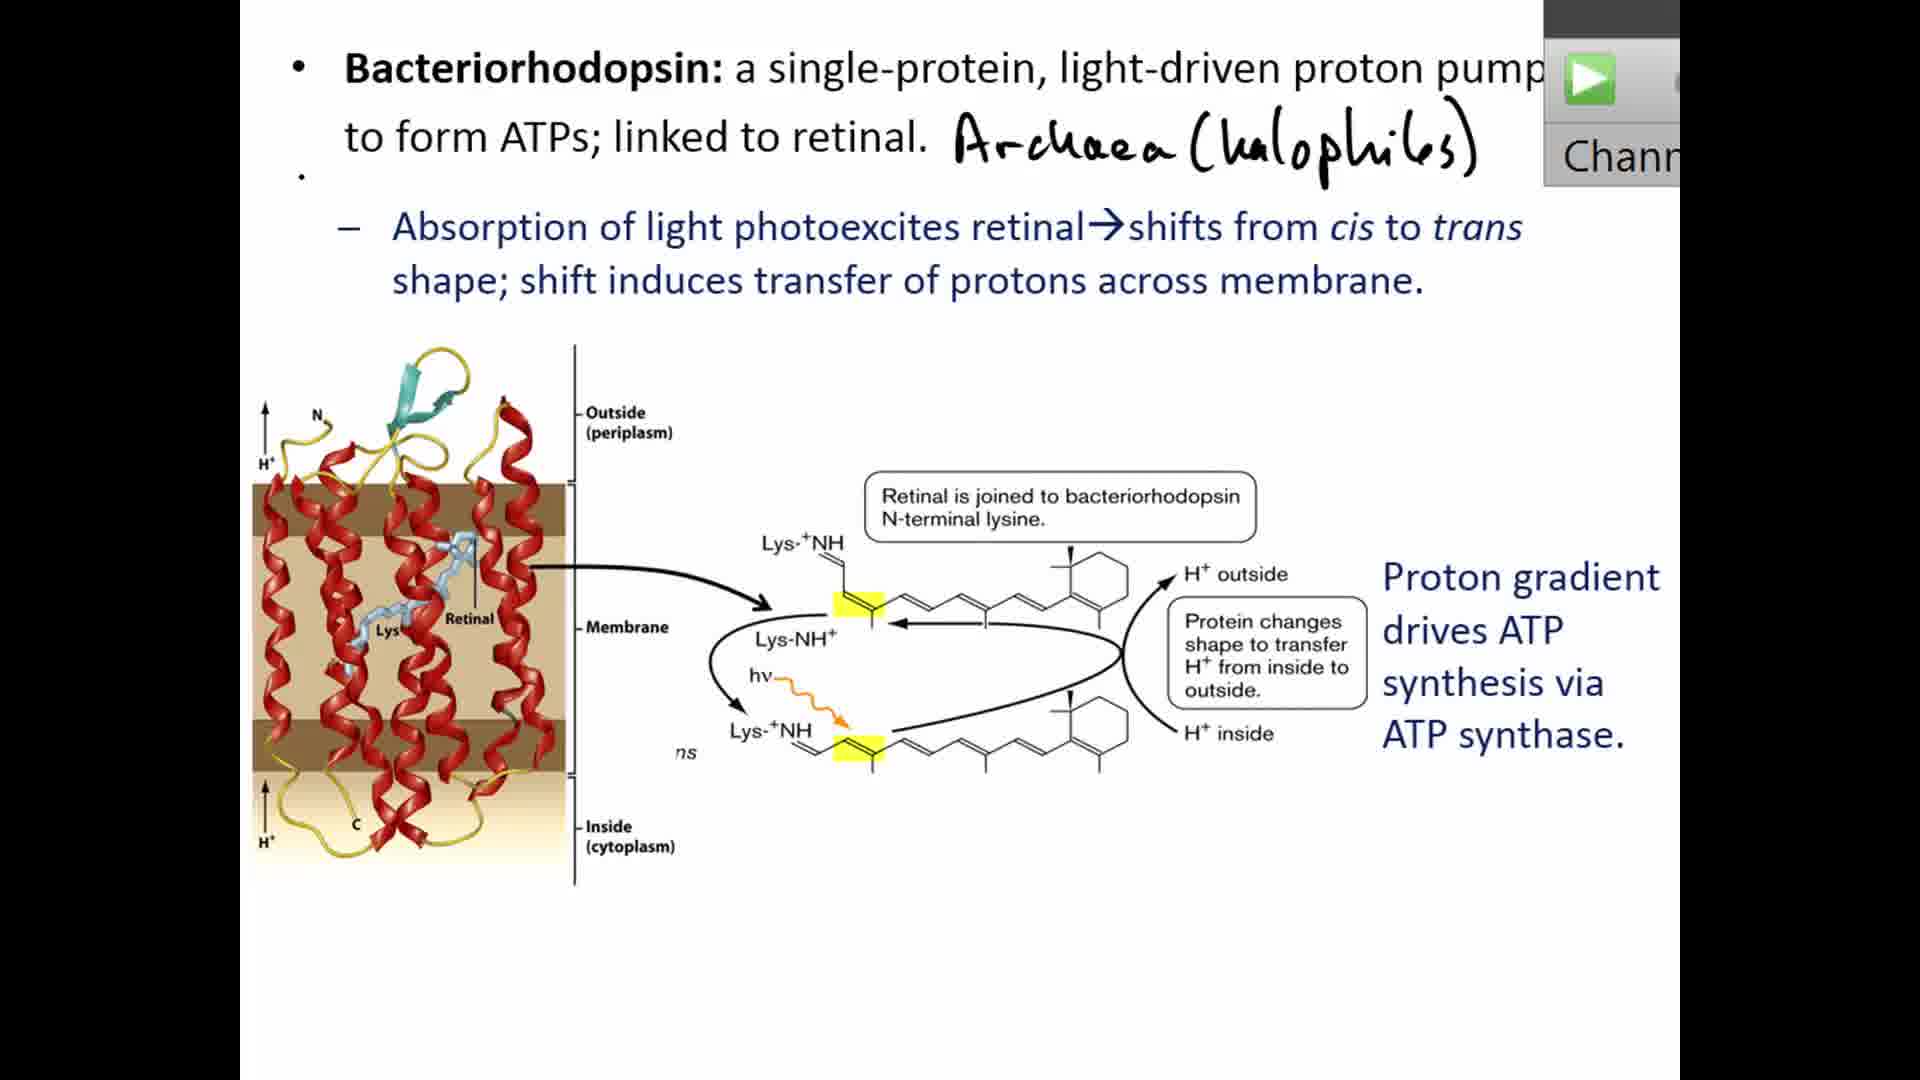 • Bacteriorhodopsin: a single-protein, light-driven proton pump
to form ATPs; linked to retinal. Archaea (halophiles)
Chann
– Absorption of light photoexcites retinal→shifts from cis to trans
shape; shift induces transfer of protons across membrane.
N
H⁺
Outside
(periplasm)
Retinal
Lys
Membrane
C
H⁺
Inside
(cytoplasm)
Retinal is joined to bacteriorhodopsin
N-terminal lysine.
Lys-⁺NH
Lys-NH⁺
hν
Lys-⁺NH
ns
H⁺ outside
Protein changes
shape to transfer
H⁺ from inside to
outside.
H⁺ inside
Proton gradient
drives ATP
synthesis via
ATP synthase.